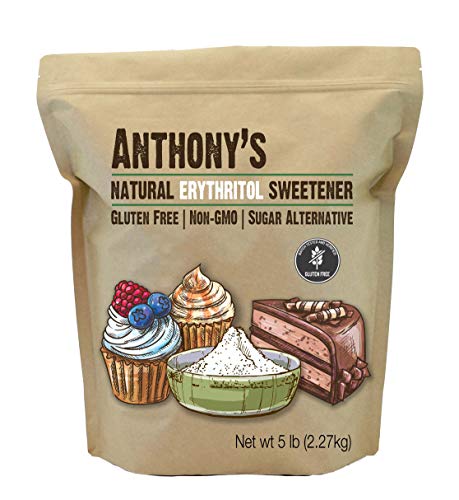 ANTHONY'S
NATURAL ERYTHRITOL SWEETENER
GLUTEN FREE | NON-GMO | SUGAR ALTERNATIVE
GLUTEN FREE
Net wt 5 lb (2.27kg)